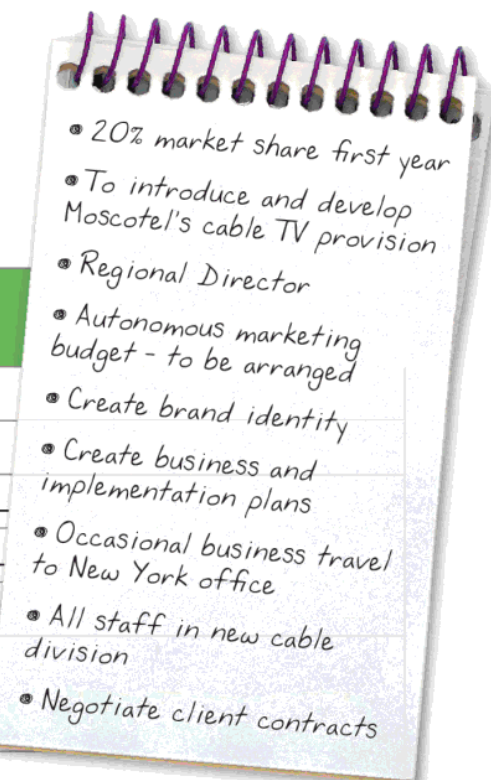 • 20% market share first year
• To introduce and develop
Moscotel's cable TV provision
• Regional Director
• Autonomous marketing
budget - to be arranged
• Create brand identity
• Create business and
implementation plans
• Occasional business travel
to New York office
• All staff in new cable
division
• Negotiate client contracts